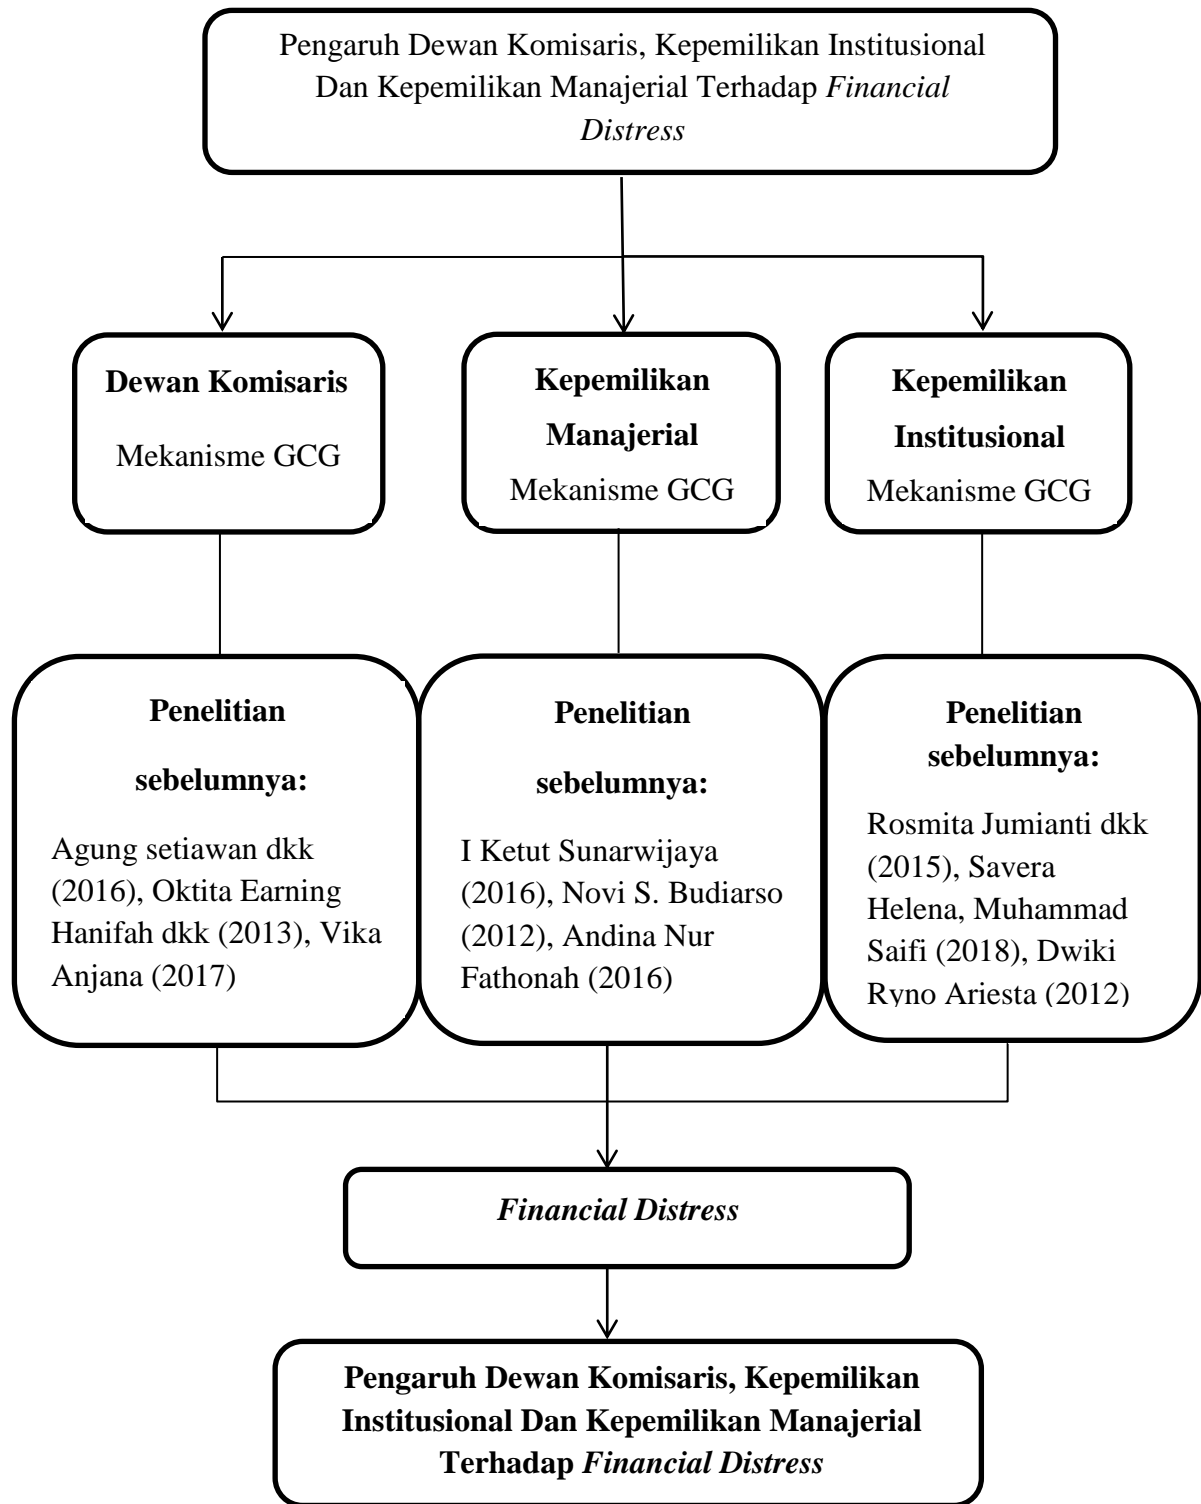 Pengaruh Dewan Komisaris, Kepemilikan Institusional
Dan Kepemilikan Manajerial Terhadap Financial
Distress
Dewan Komisaris
Mekanisme GCG
Kepemilikan
Manajerial
Mekanisme GCG
Kepemilikan
Institusional
Mekanisme GCG
Penelitian
sebelumnya:
Agung setiawan dkk
(2016), Oktita Earning
Hanifah dkk (2013), Vika
Anjana (2017)
Penelitian
sebelumnya:
I Ketut Sunarwijaya
(2016), Novi S. Budiarso
(2012), Andina Nur
Fathonah (2016)
Penelitian
sebelumnya:
Rosmita Jumianti dkk
(2015), Savera
Helena, Muhammad
Saifi (2018), Dwiki
Ryno Ariesta (2012)
Financial Distress
Pengaruh Dewan Komisaris, Kepemilikan
Institusional Dan Kepemilikan Manajerial
Terhadap Financial Distress